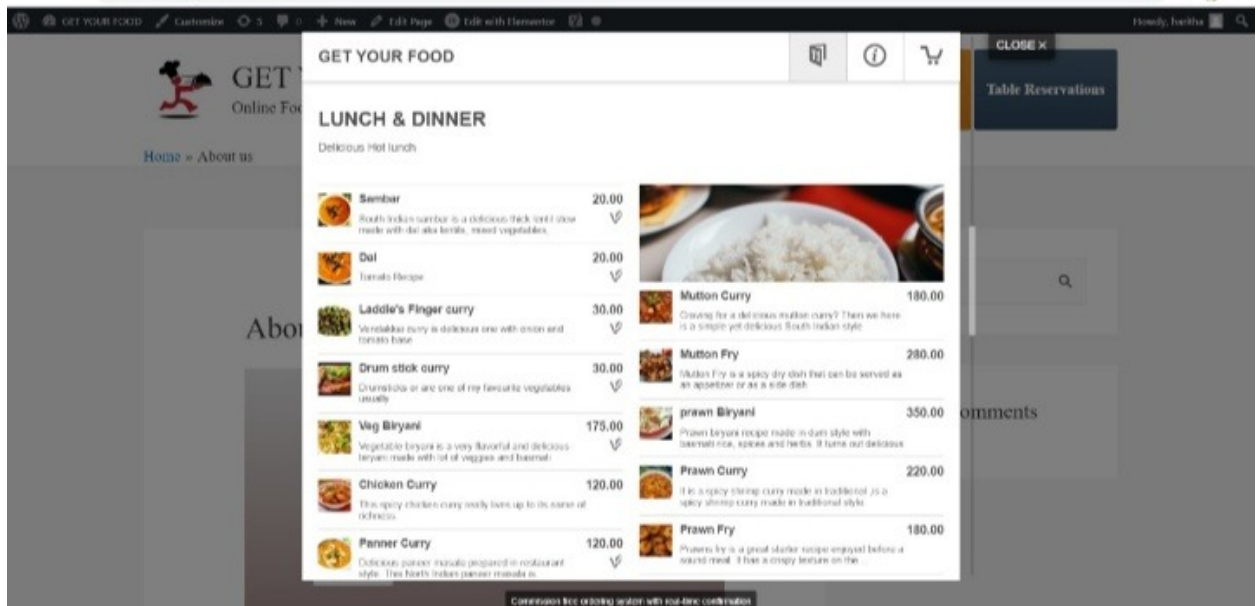 GET YOUR FOOD
Customize
5
0
New
Edit Page
Edit with Elementor
Howdy, haritha
GET
Online Foo
Home » About us
Abou
GET YOUR FOOD
CLOSE ×
Table Reservations
LUNCH & DINNER
Delicious Hot lunch
Sambar 20.00
South Indian sambar is a delicious thick lentil stew
made with dal aka lentils, mixed vegetables,
Dal 20.00
Tomato Recipe
Laddie's Finger curry 30.00
Vendakkai curry is delicious one with onion and
tomato base
Drum stick curry 30.00
Drumsticks or are one of my favourite vegetables
usually
Veg Biryani 175.00
Vegetable biryani is a very flavorful and delicious
biryani made with lot of veggies and basmati
Chicken Curry 120.00
This spicy chicken curry really lives up to its name of
richness
Panner Curry 120.00
Delicious paneer masala prepared in restaurant
style. This North Indian paneer masala is
Mutton Curry 180.00
Craving for a delicious mutton curry? Then we here
is a simple yet delicious South Indian style
Mutton Fry 280.00
Mutton Fry is a spicy dry dish that can be served as
an appetizer or as a side dish
prawn Biryani 350.00
Prawn biryani recipe made in dum style with
basmati rice, spices and herbs. It turns out delicious
Prawn Curry 220.00
It is a spicy shrimp curry made in traditional ,is a
spicy shrimp curry made in traditional style
Prawn Fry 180.00
Prawns fry is a great starter recipe enjoyed before a
sound meal. It has a crispy texture on the ...
omments
Commission free ordering system with real-time confirmation